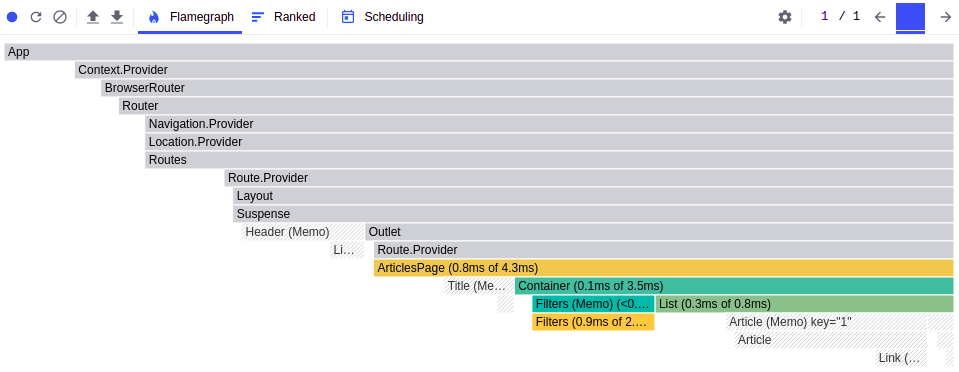 Flamegraph Ranked Scheduling 1 / 1
App
Context.Provider
BrowserRouter
Router
Navigation.Provider
Location.Provider
Routes
Route.Provider
Layout
Suspense
Header (Memo) Outlet
Li… Route.Provider
ArticlesPage (0.8ms of 4.3ms)
Title (Me… Container (0.1ms of 3.5ms)
Filters (Memo) (<0.… List (0.3ms of 0.8ms)
Filters (0.9ms of 2.… Article (Memo) key="1"
Article
Link (…